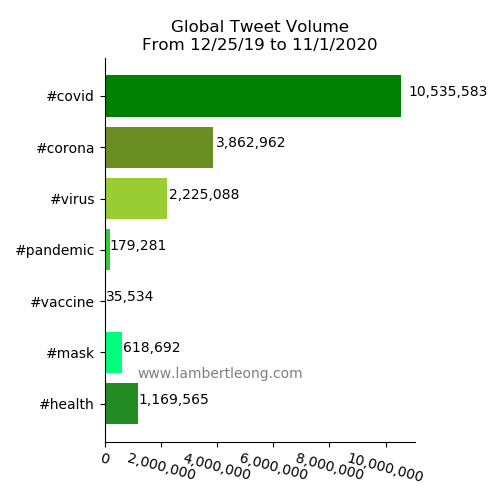 Global Tweet Volume
From 12/25/19 to 11/1/2020
#covid 10,535,583
#corona 3,862,962
#virus 2,225,088
#pandemic 179,281
#vaccine 35,534
#mask 618,692
www.lambertleong.com
#health 1,169,565
0 2,000,000 4,000,000 6,000,000 8,000,000 10,000,000